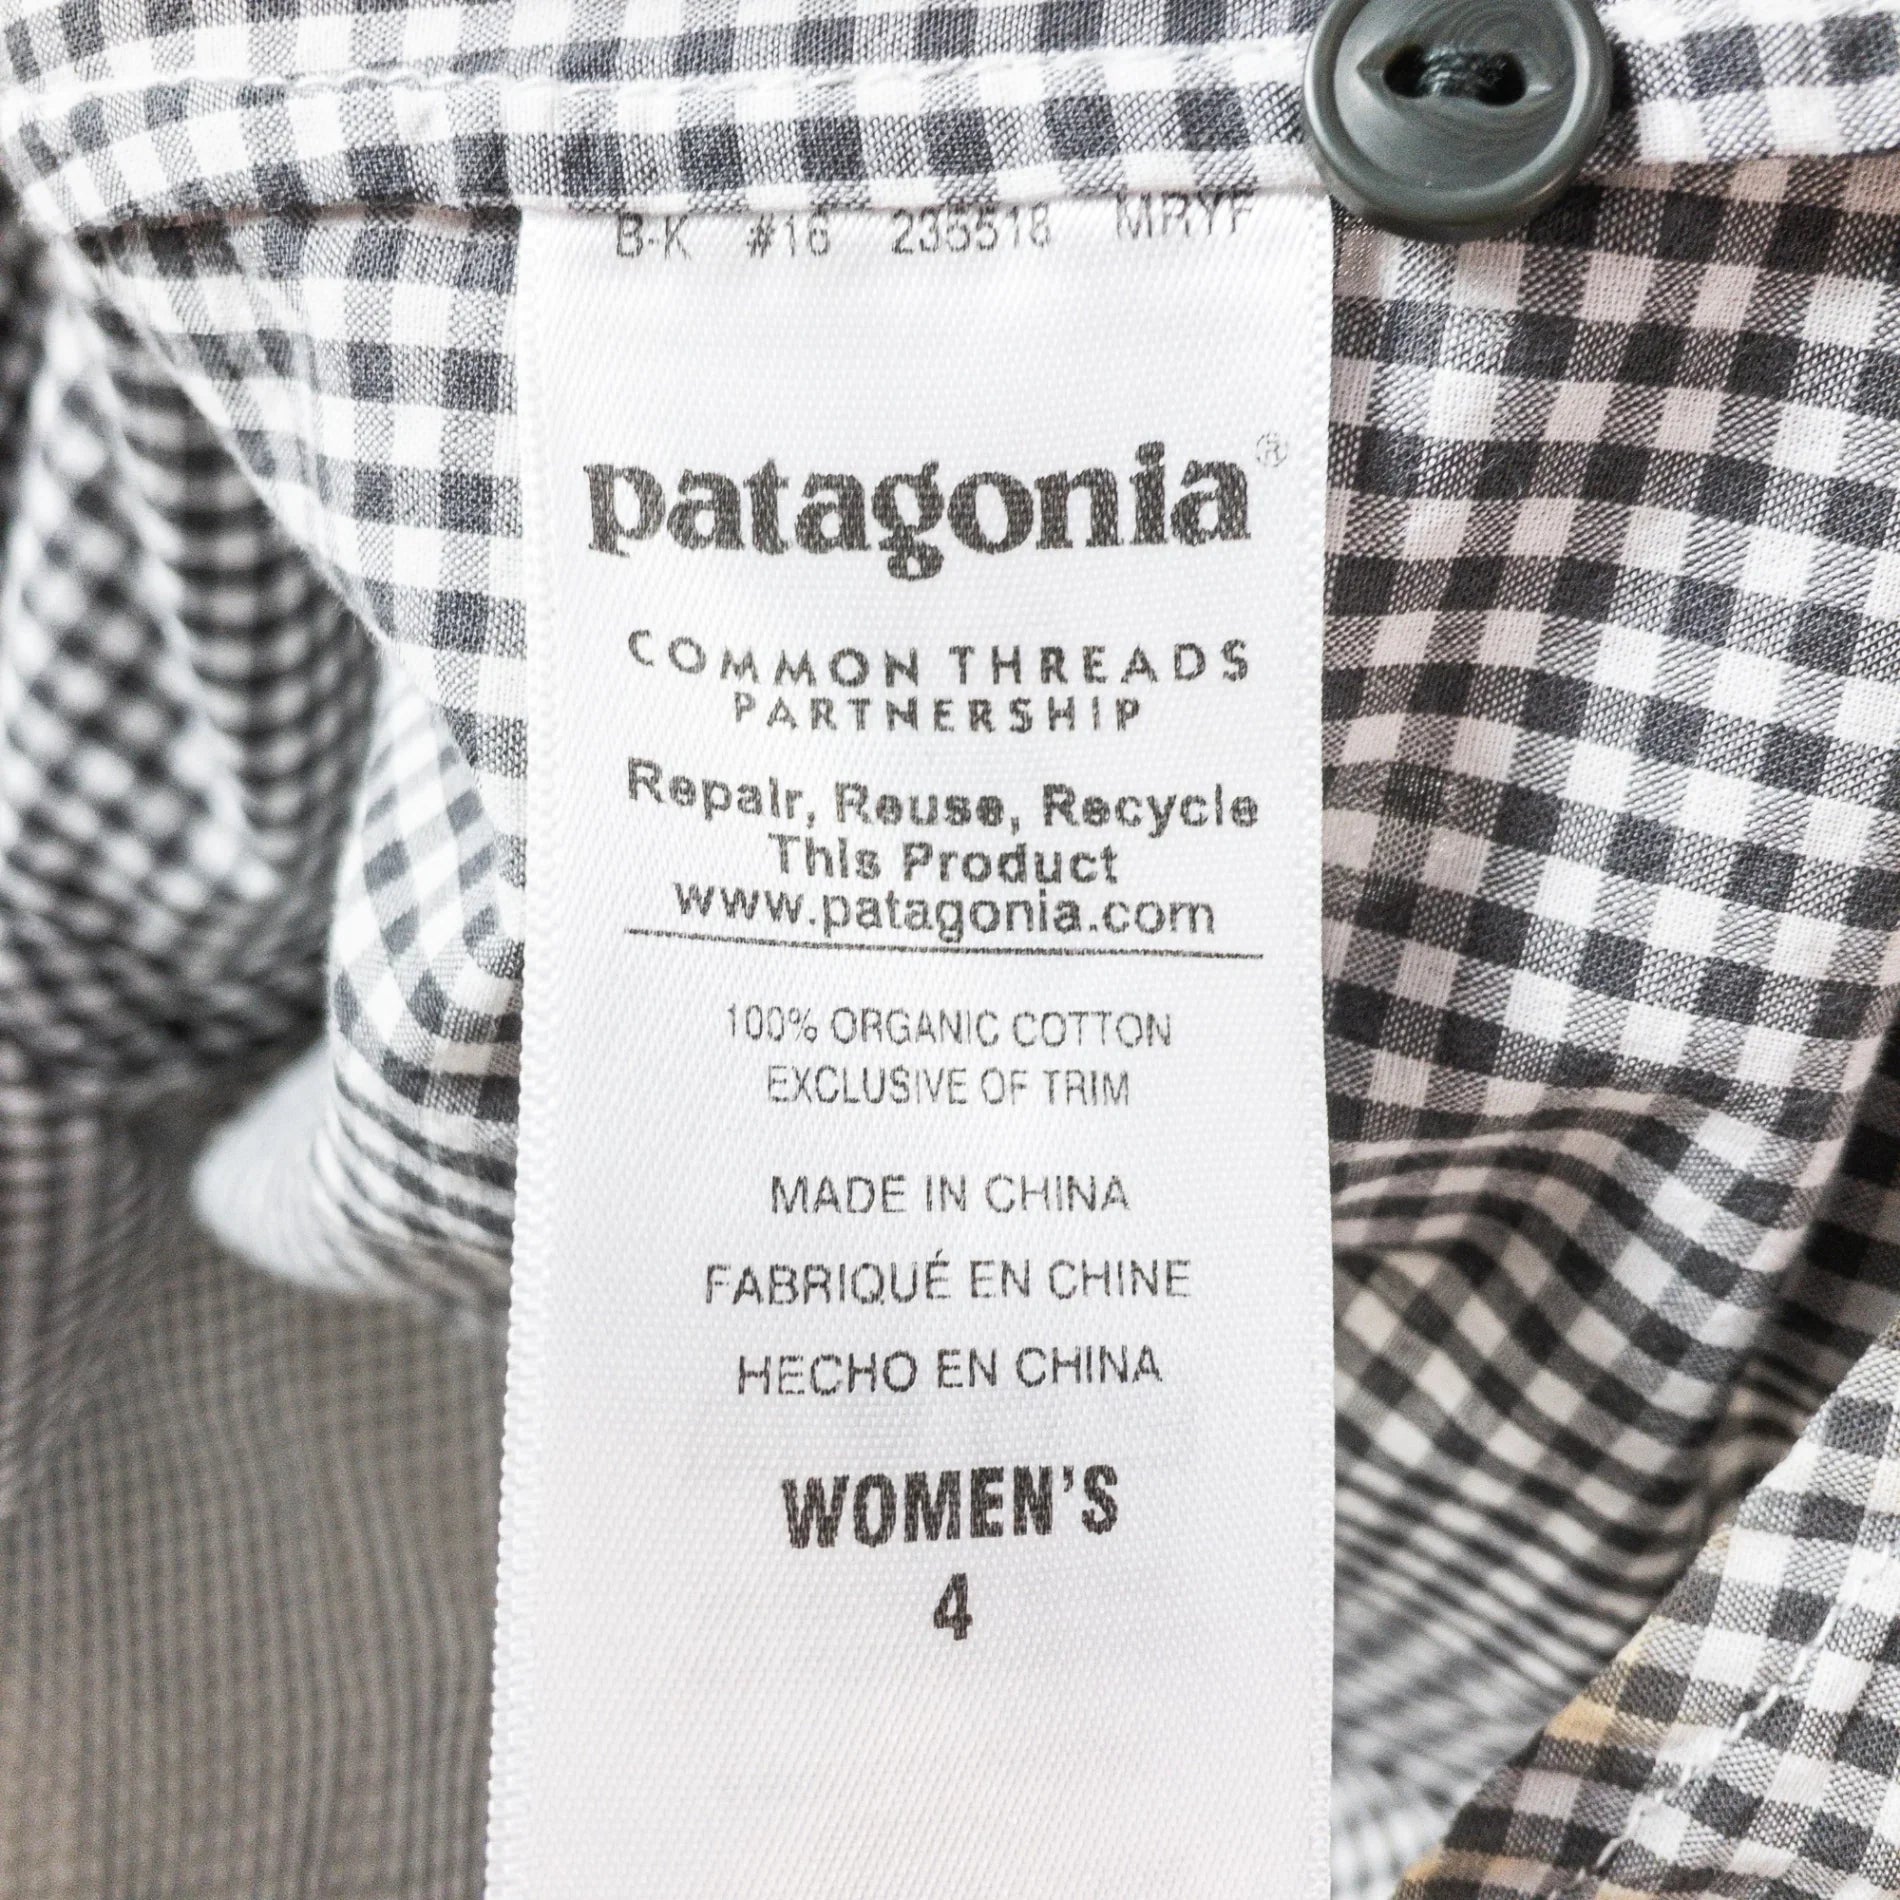 B-K #16 235518 MRYF
patagonia®
COMMON THREADS
PARTNERSHIP
Repair, Reuse, Recycle
This Product
www.patagonia.com
100% ORGANIC COTTON
EXCLUSIVE OF TRIM
MADE IN CHINA
FABRIQUÉ EN CHINE
HECHO EN CHINA
WOMEN'S
4